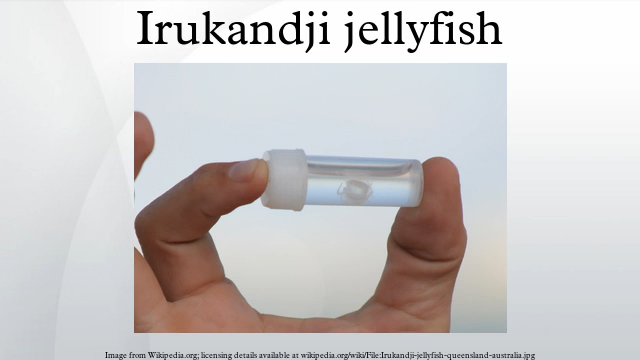 Irukandji jellyfish
Image from Wikipedia.org; licensing details available at wikipedia.org/wiki/File:Irukandji-jellyfish-queensland-australia.jpg